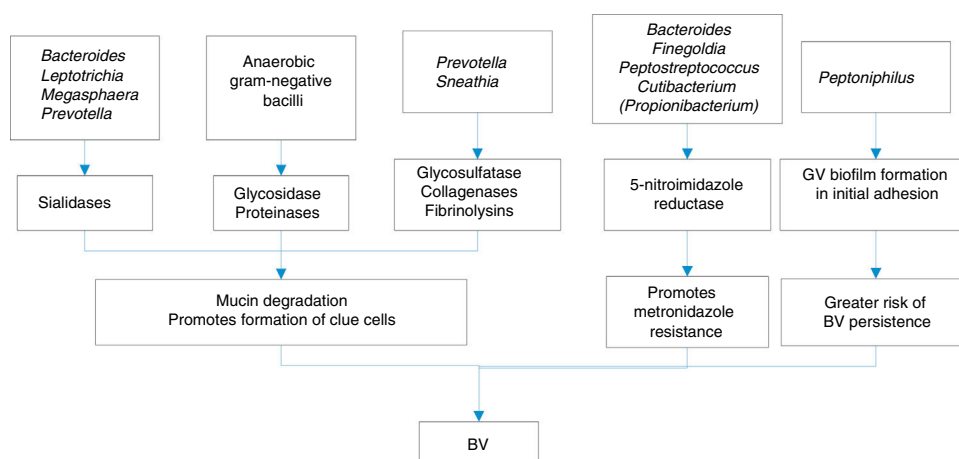 Bacteroides
Leptotrichia
Megasphaera
Prevotella
Anaerobic
gram-negative
bacilli
Prevotella
Sneathia
Bacteroides
Finegoldia
Peptostreptococcus
Cutibacterium
(Propionibacterium)
Peptoniphilus
Sialidases
Glycosidase
Proteinases
Glycosulfatase
Collagenases
Fibrinolysins
5-nitroimidazole
reductase
GV biofilm formation
in initial adhesion
Mucin degradation
Promotes formation of clue cells
Promotes
metronidazole
resistance
Greater risk of
BV persistence
BV